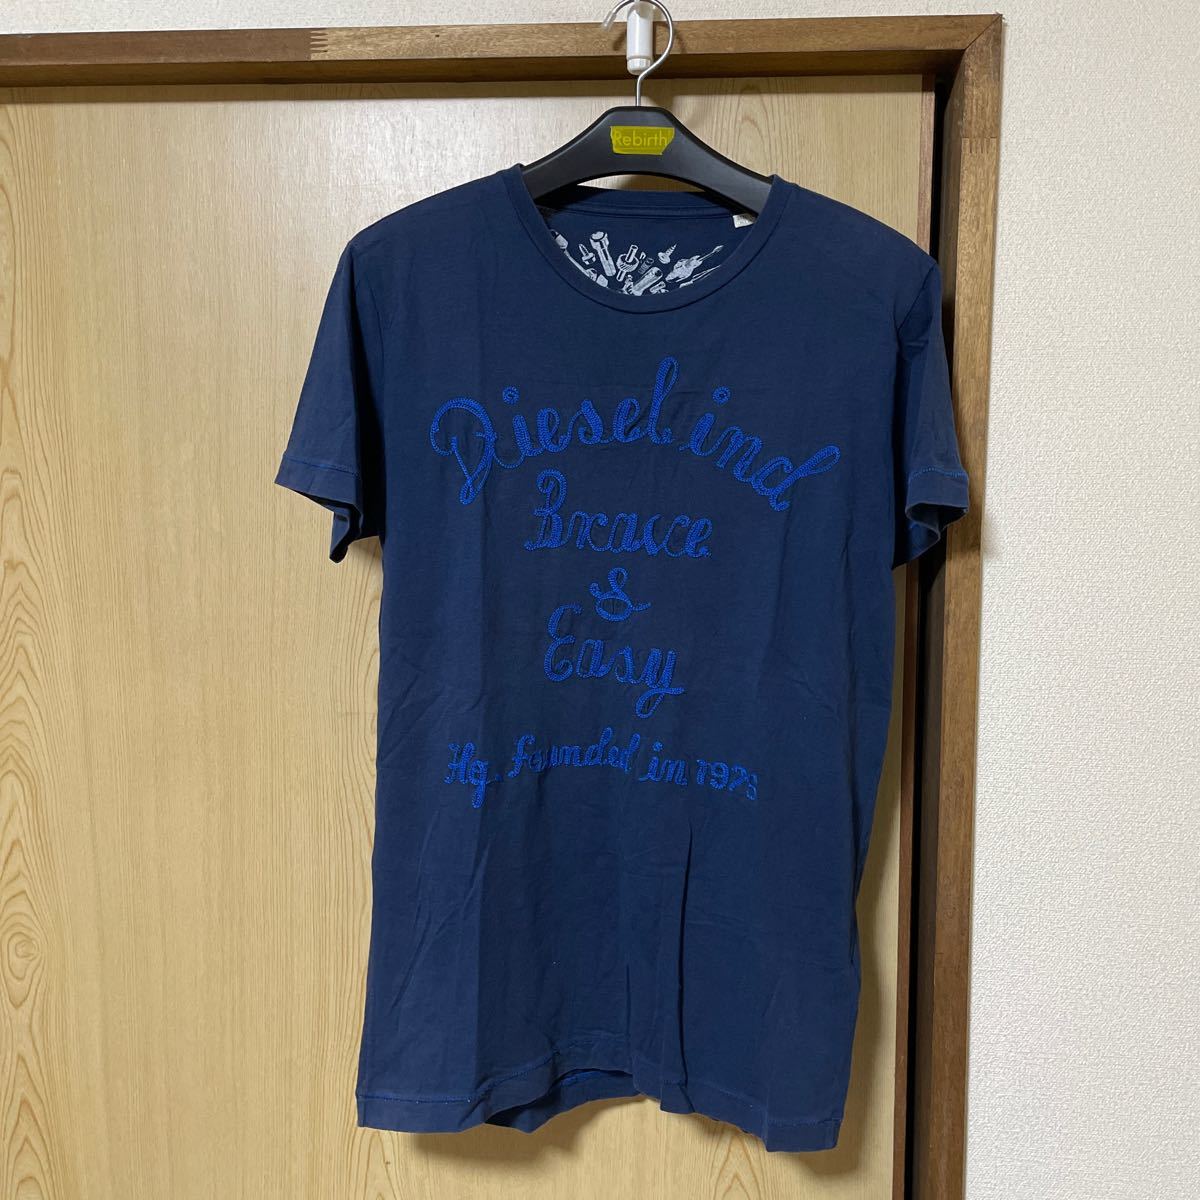 Rebirth
Diesel ind
Brave
&
Easy
Hq. founded in 1978